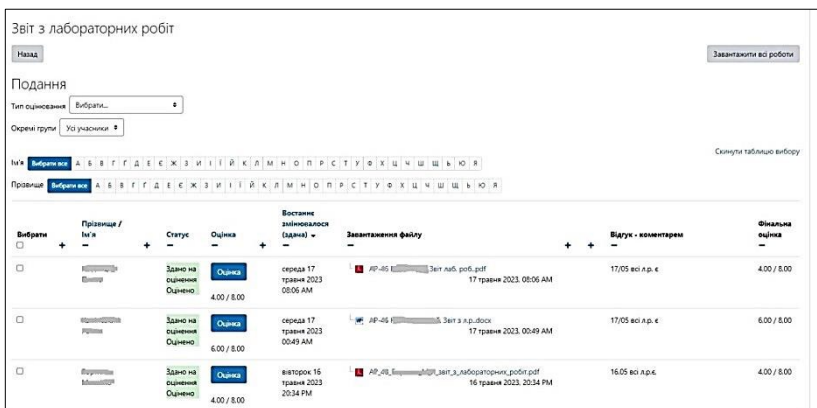 Звіт з лабораторних робіт
Назад
Завантажити всі роботи
Подання
Тип оцінювання Вибрати...
Окремі групи Усі учасники
Скинути таблицю вибору
Ім'я Вибрати все А Б В Г Ґ Д Е Є Ж З И І Ї Й К Л М Н О П Р С Т У Ф Х Ц Ч Ш Щ Ь Ю Я
Прізвище Вибрати все А Б В Г Ґ Д Е Є Ж З И І Ї Й К Л М Н О П Р С Т У Ф Х Ц Ч Ш Щ Ь Ю Я
Вибрати
Прізвище /
Ім'я
Статус
Оцінка
Востаннє
змінювалося
(здача)
Завантаження файлу
Відгук - коментарем
Фінальна
оцінка
Здано на
оцінення
Оцінено
Оцінка
4.00 / 8.00
середа 17
травня 2023
08:06 AM
АР-46 Звіт лаб. роб..pdf
17 травня 2023, 08:06 AM
17/05 всі л.р. є
4.00 / 8.00
Здано на
оцінення
Оцінено
Оцінка
6.00 / 8.00
середа 17
травня 2023
00:49 AM
АР-46 Звіт з л.р..docx
17 травня 2023, 00:49 AM
17/05 всі л.р. є
6.00 / 8.00
Здано на
оцінення
Оцінено
Оцінка
4.00 / 8.00
вівторок 16
травня 2023
20:34 PM
_звіт_з_лабораторних_робіт.pdf
16 травня 2023, 20:34 PM
16.05 всі л.р.є.
4.00 / 8.00